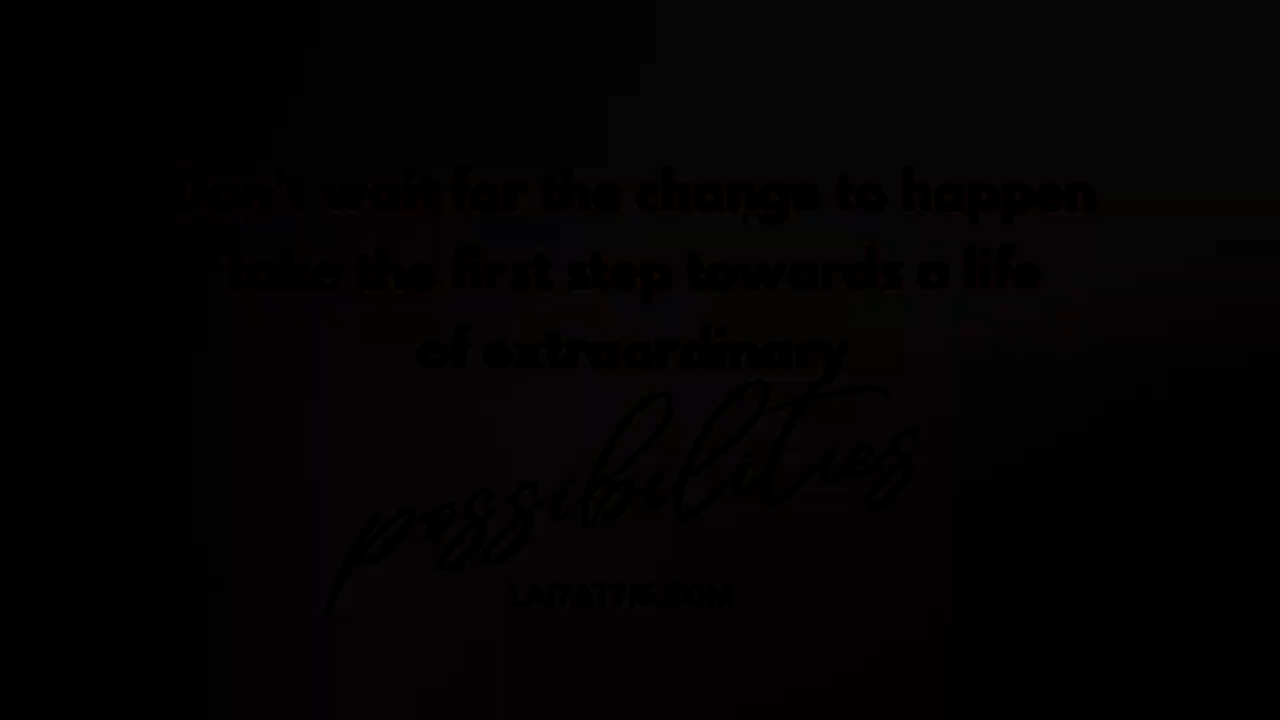 Don't wait for the change to happen
take the first step towards a life
of extraordinary
possibilities